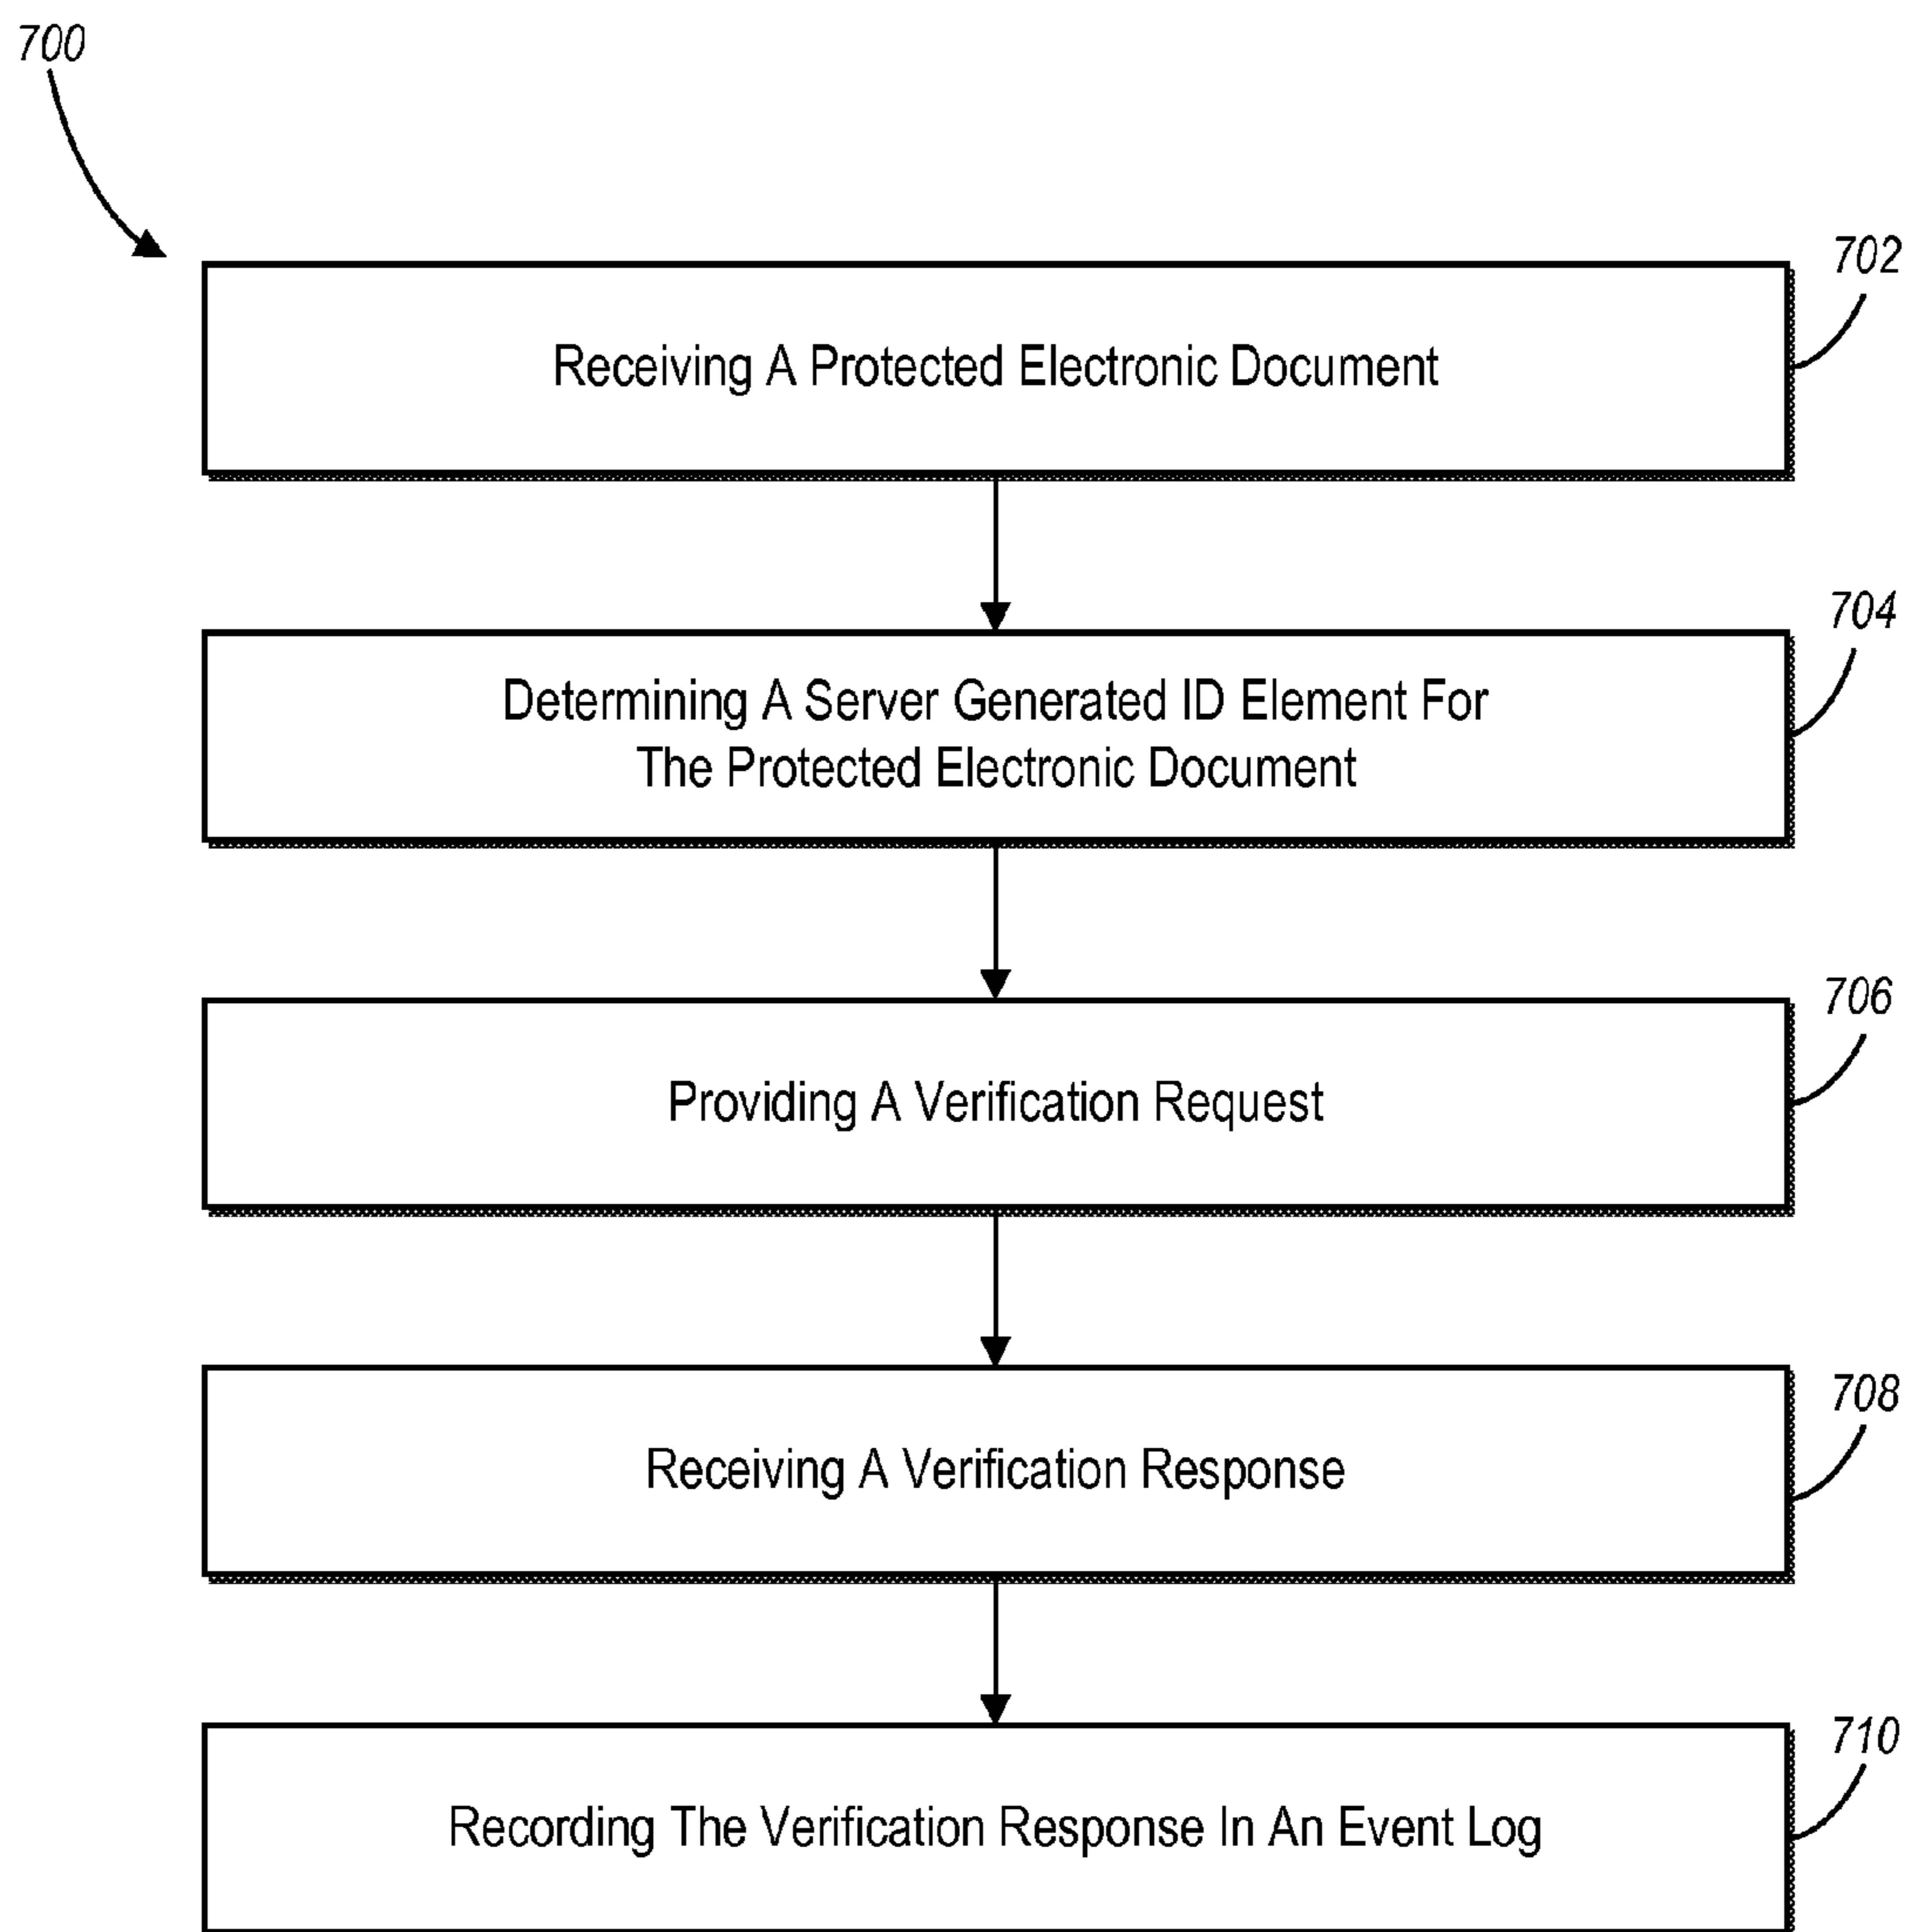 700
702
Receiving A Protected Electronic Document
704
Determining A Server Generated ID Element For
The Protected Electronic Document
706
Providing A Verification Request
708
Receiving A Verification Response
710
Recording The Verification Response In An Event Log